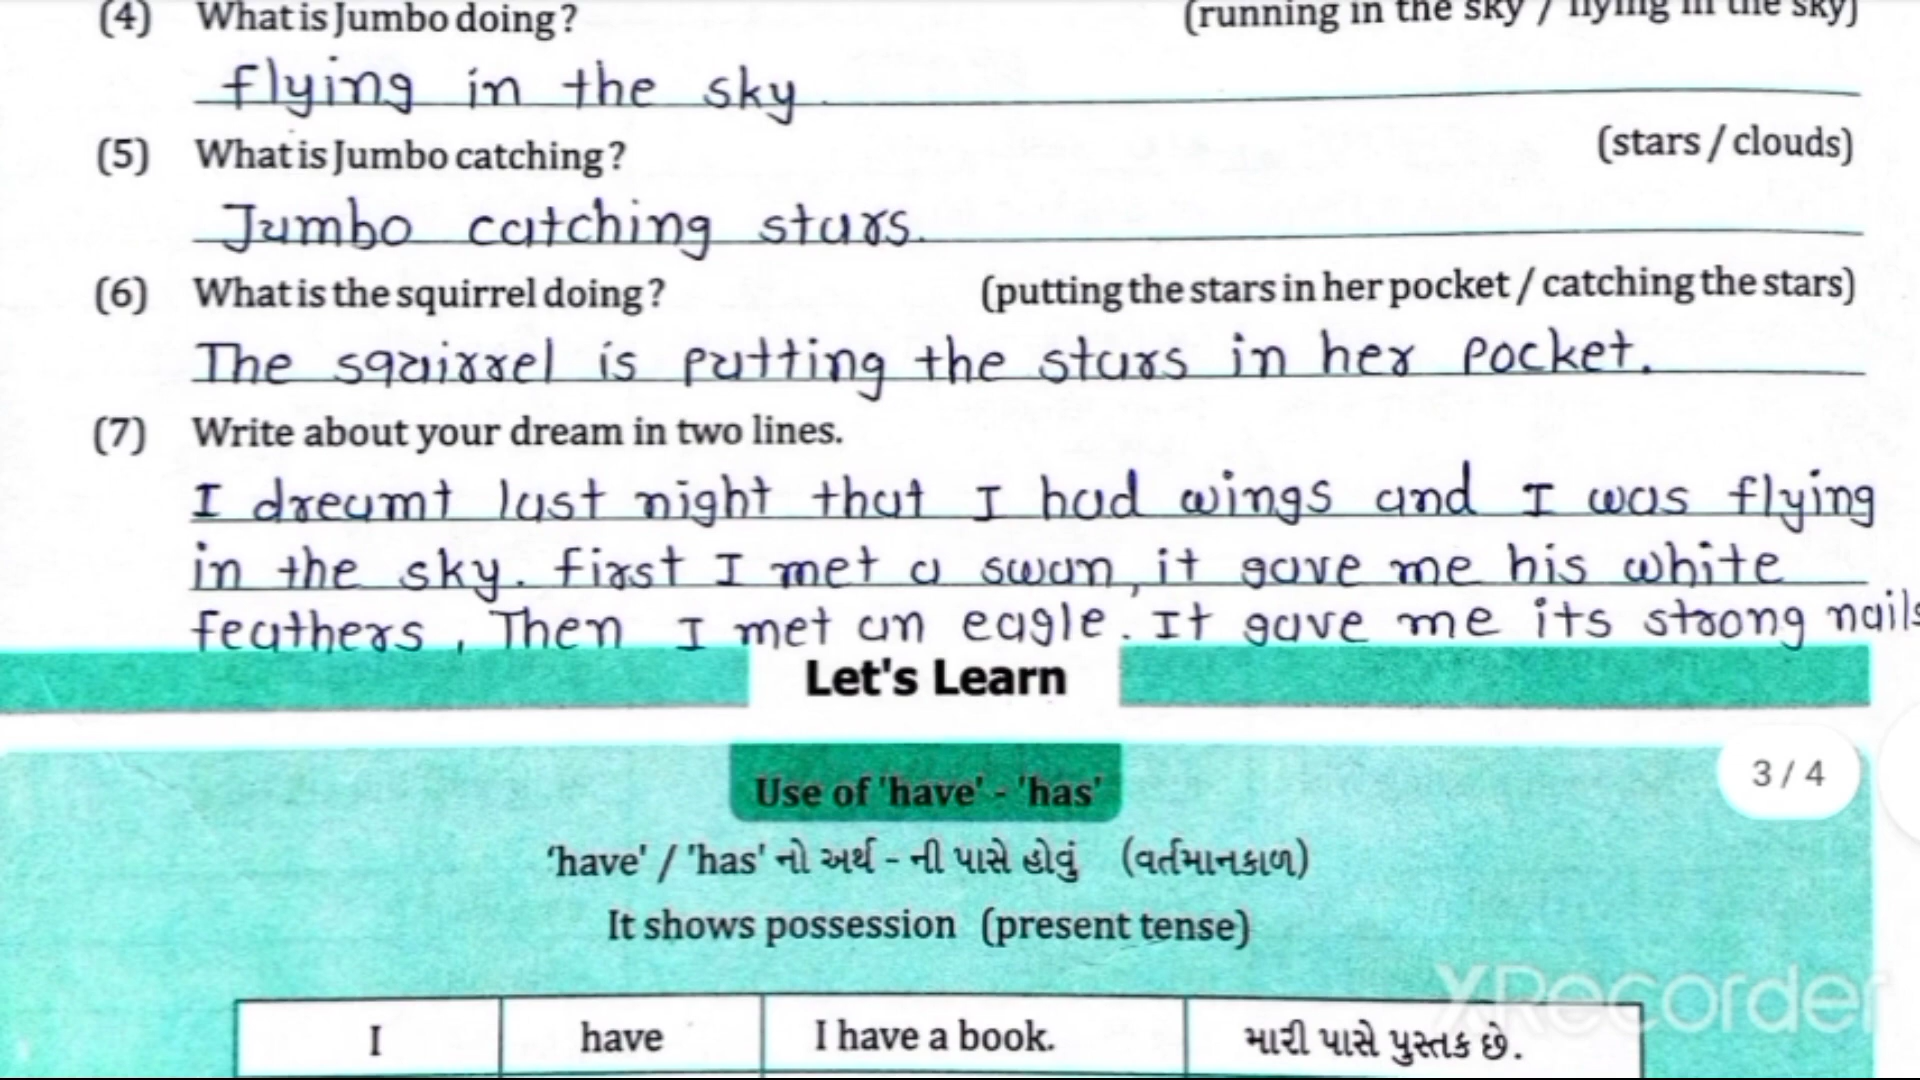 (4) What is Jumbo doing? (running in the sky / flying in the sky)
flying in the sky.
(5) What is Jumbo catching? (stars / clouds)
Jumbo catching stars.
(6) What is the squirrel doing? (putting the stars in her pocket / catching the stars)
The squirrel is putting the stars in her pocket.
(7) Write about your dream in two lines.
I dreamt last night that I had wings and I was flying
in the sky. first I met a swan, it gave me his white
feathers, Then I met an eagle. It gave me its strong nails
Let's Learn
Use of 'have' - 'has'
3 / 4
'have' / 'has' નો અર્થ - ની પાસે હોવું (વર્તમાનકાળ)
It shows possession (present tense)
XRecorder
I have I have a book. મારી પાસે પુસ્તક છે.